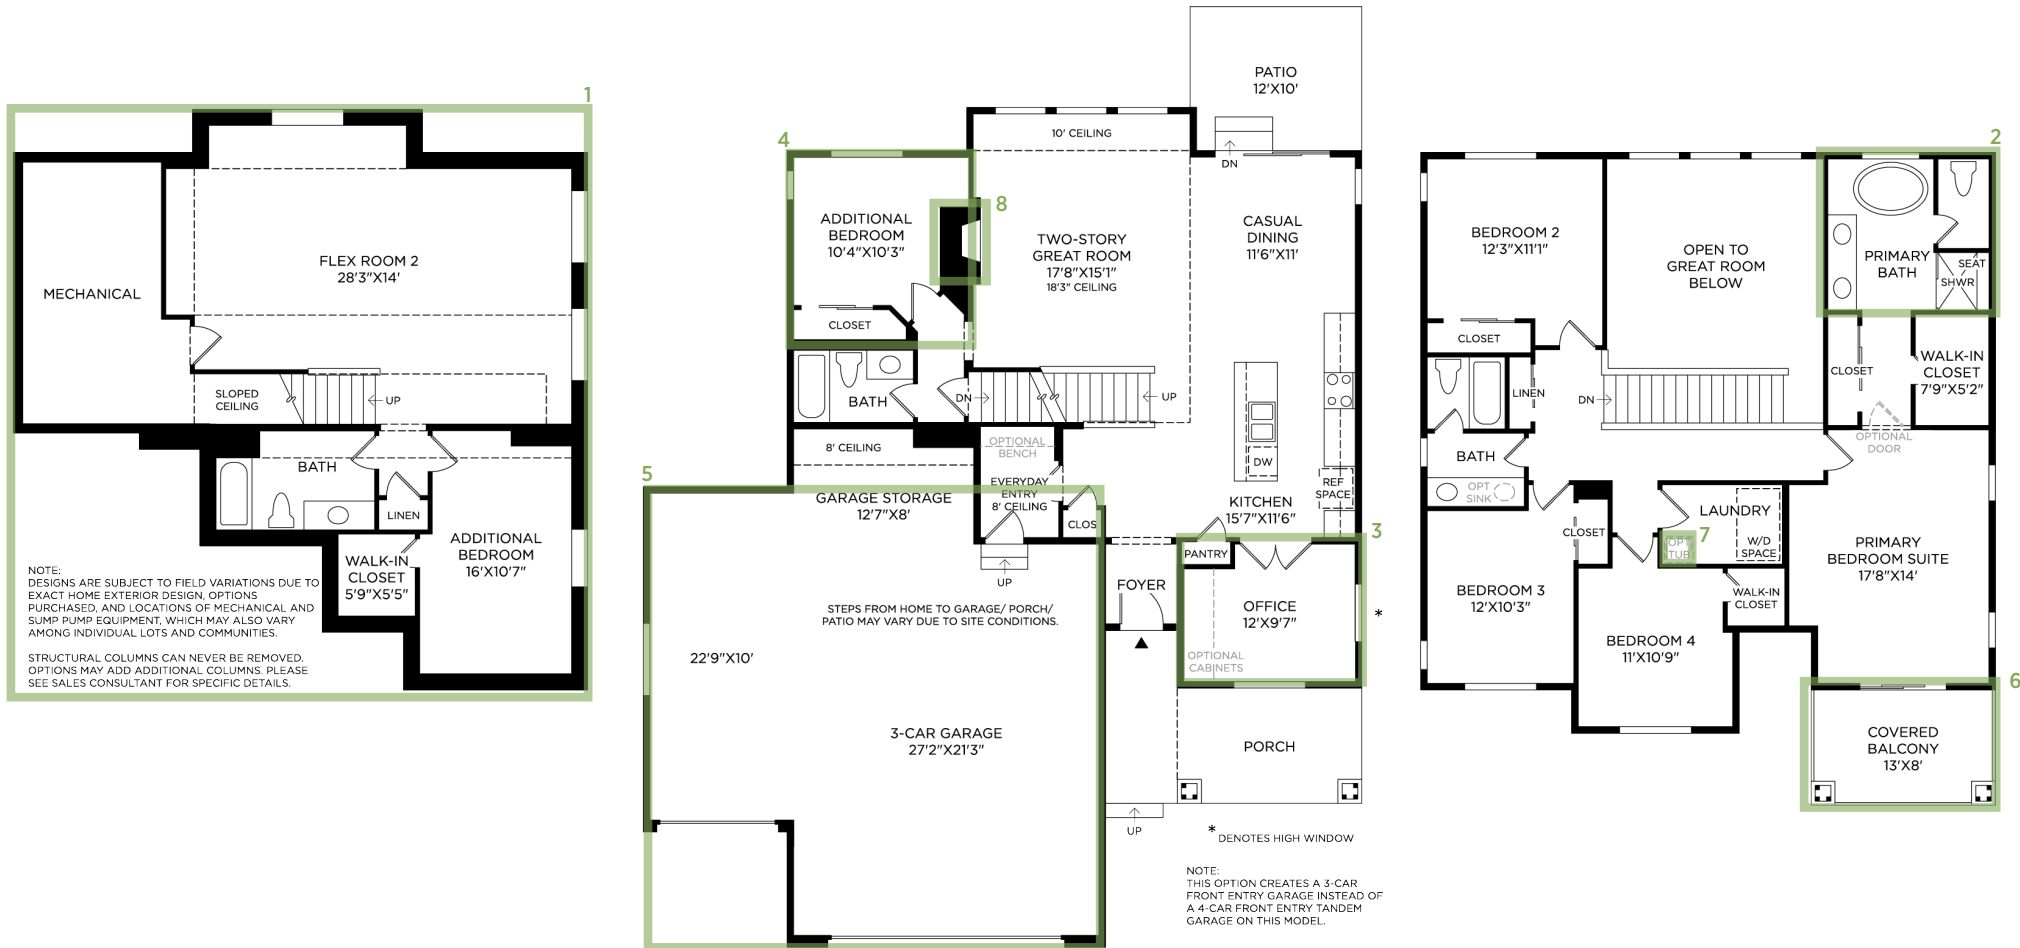 1
MECHANICAL
FLEX ROOM 2
28'3"X14'
SLOPED
CEILING
UP
BATH
LINEN
WALK-IN
CLOSET
5'9"X5'5"
ADDITIONAL
BEDROOM
16'X10'7"
NOTE:
DESIGNS ARE SUBJECT TO FIELD VARIATIONS DUE TO
EXACT HOME EXTERIOR DESIGN, OPTIONS
PURCHASED, AND LOCATIONS OF MECHANICAL AND
SUMP PUMP EQUIPMENT, WHICH MAY ALSO VARY
AMONG INDIVIDUAL LOTS AND COMMUNITIES.
STRUCTURAL COLUMNS CAN NEVER BE REMOVED.
OPTIONS MAY ADD ADDITIONAL COLUMNS. PLEASE
SEE SALES CONSULTANT FOR SPECIFIC DETAILS.
PATIO
12'X10'
DN
10' CEILING
4
ADDITIONAL
BEDROOM
10'4"X10'3"
CLOSET
8
TWO-STORY
GREAT ROOM
17'8"X15'1"
18'3" CEILING
CASUAL
DINING
11'6"X11'
BATH
DN
UP
8' CEILING
OPTIONAL
BENCH
EVERYDAY
ENTRY
8' CEILING
CLOS
DW
REF
SPACE
KITCHEN
15'7"X11'6"
5
GARAGE STORAGE
12'7"X8'
UP
STEPS FROM HOME TO GARAGE/ PORCH/
PATIO MAY VARY DUE TO SITE CONDITIONS.
22'9"X10'
3-CAR GARAGE
27'2"X21'3"
FOYER
PANTRY
3
OFFICE
12'X9'7"
*
OPTIONAL
CABINETS
PORCH
UP
* DENOTES HIGH WINDOW
NOTE:
THIS OPTION CREATES A 3-CAR
FRONT ENTRY GARAGE INSTEAD OF
A 4-CAR FRONT ENTRY TANDEM
GARAGE ON THIS MODEL.
2
BEDROOM 2
12'3"X11'1"
CLOSET
OPEN TO
GREAT ROOM
BELOW
PRIMARY
BATH
SEAT
SHWR
CLOSET
WALK-IN
CLOSET
7'9"X5'2"
OPTIONAL
DOOR
LINEN
DN
BATH
OPT
SINK
CLOSET
LAUNDRY
W/D
SPACE
OPT
TUB
7
BEDROOM 3
12'X10'3"
BEDROOM 4
11'X10'9"
WALK-IN
CLOSET
PRIMARY
BEDROOM SUITE
17'8"X14'
6
COVERED
BALCONY
13'X8'